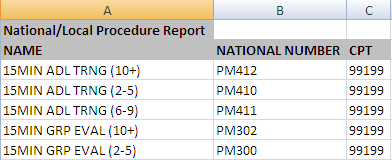 A B C
National/Local Procedure Report
NAME NATIONAL NUMBER CPT
15MIN ADL TRNG (10+) PM412 99199
15MIN ADL TRNG (2-5) PM410 99199
15MIN ADL TRNG (6-9) PM411 99199
15MIN GRP EVAL (10+) PM302 99199
15MIN GRP EVAL (2-5) PM300 99199